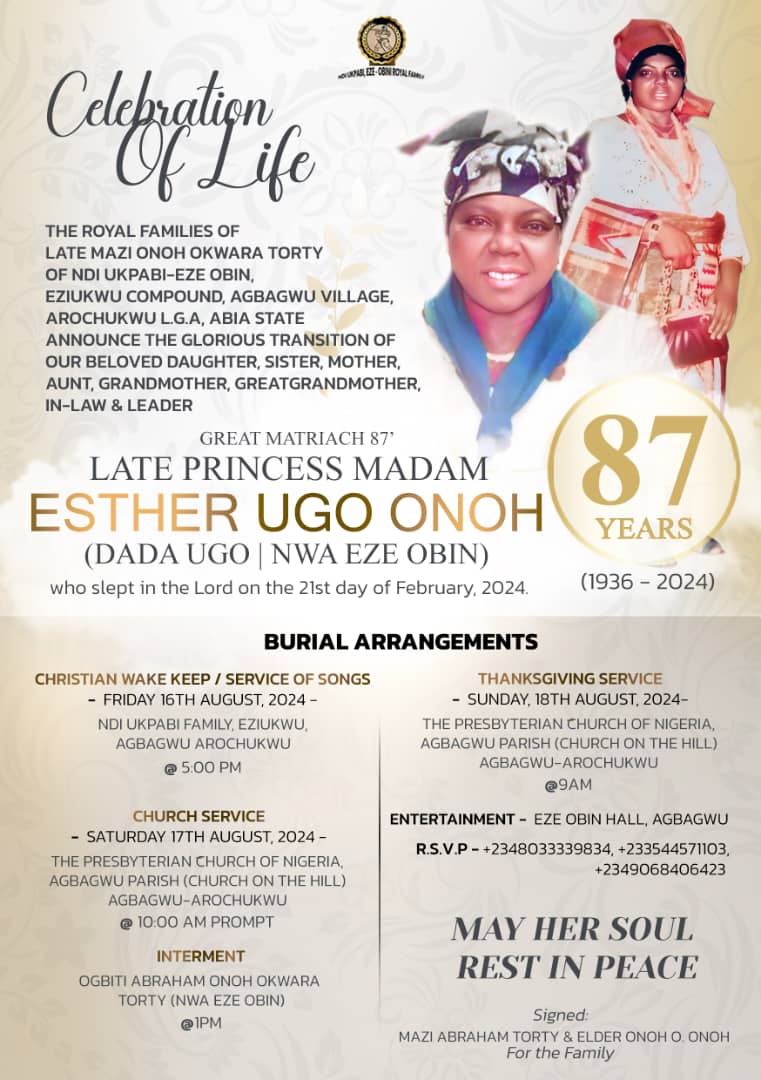 NDI UKPABI, EZE - OBINI ROYAL FAMILY
Celebration
Of Life
THE ROYAL FAMILIES OF
LATE MAZI ONOH OKWARA TORTY
OF NDI UKPABI-EZE OBIN,
EZIUKWU COMPOUND, AGBAGWU VILLAGE,
AROCHUKWU L.G.A, ABIA STATE
ANNOUNCE THE GLORIOUS TRANSITION OF
OUR BELOVED DAUGHTER, SISTER, MOTHER,
AUNT, GRANDMOTHER, GREATGRANDMOTHER,
IN-LAW & LEADER
GREAT MATRIACH 87'
LATE PRINCESS MADAM
ESTHER UGO ONOH
(DADA UGO | NWA EZE OBIN)
who slept in the Lord on the 21st day of February, 2024.
87
YEARS
(1936 - 2024)
BURIAL ARRANGEMENTS
CHRISTIAN WAKE KEEP / SERVICE OF SONGS
- FRIDAY 16TH AUGUST, 2024 -
NDI UKPABI FAMILY, EZIUKWU,
AGBAGWU AROCHUKWU
@ 5:00 PM
CHURCH SERVICE
- SATURDAY 17TH AUGUST, 2024 -
THE PRESBYTERIAN CHURCH OF NIGERIA,
AGBAGWU PARISH (CHURCH ON THE HILL)
AGBAGWU-AROCHUKWU
@ 10:00 AM PROMPT
INTERMENT
OGBITI ABRAHAM ONOH OKWARA
TORTY (NWA EZE OBIN)
@1PM
THANKSGIVING SERVICE
- SUNDAY, 18TH AUGUST, 2024-
THE PRESBYTERIAN CHURCH OF NIGERIA,
AGBAGWU PARISH (CHURCH ON THE HILL)
AGBAGWU-AROCHUKWU
@9AM
ENTERTAINMENT - EZE OBIN HALL, AGBAGWU
R.S.V.P - +2348033339834, +233544571103,
+2349068406423
MAY HER SOUL
REST IN PEACE
Signed:
MAZI ABRAHAM TORTY & ELDER ONOH O. ONOH
For the Family